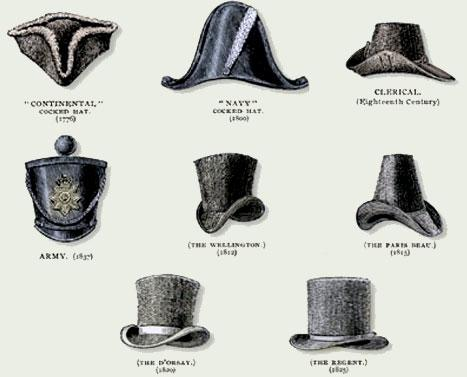 "CONTINENTAL"
COCKED HAT.
(1776)
"NAVY"
COCKED HAT.
(1800)
CLERICAL.
(Eighteenth Century)
ARMY. (1837)
(THE WELLINGTON.)
(1812)
(THE PARIS BEAU.)
(1815)
(THE D'ORSAY.)
(1820)
(THE REGENT.)
(1825)